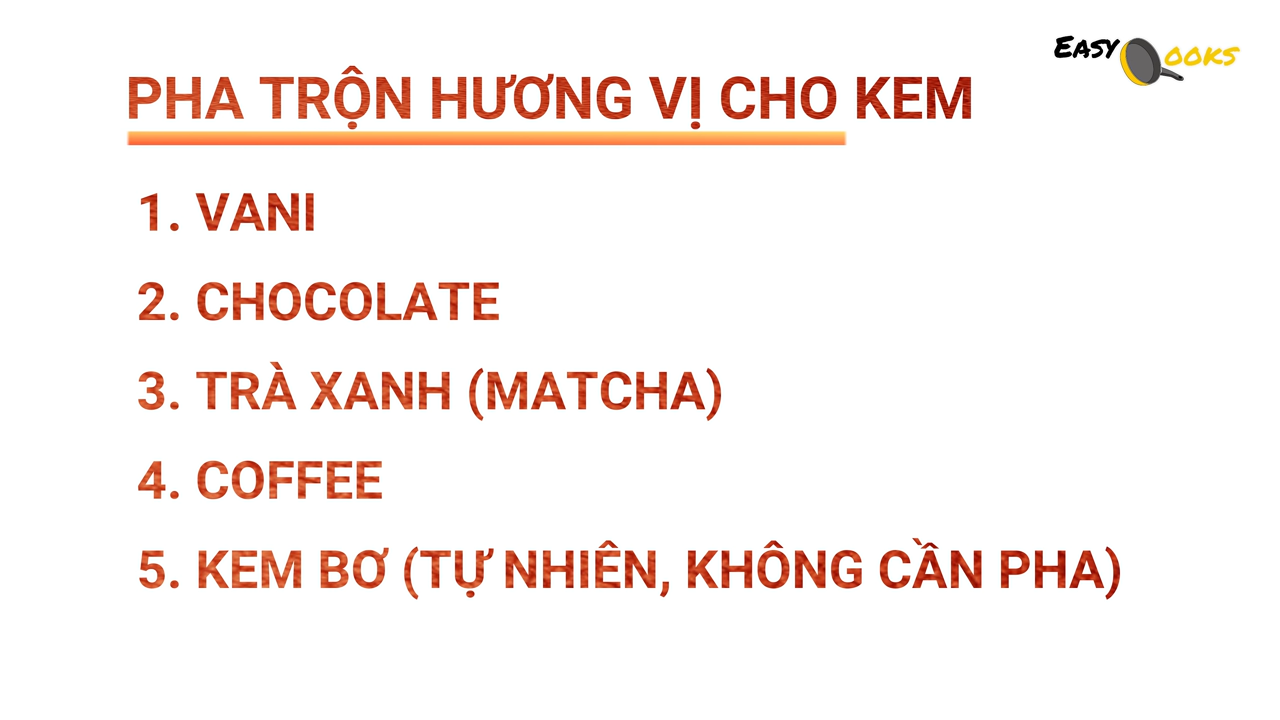 EASY COOKS
PHA TRỘN HƯƠNG VỊ CHO KEM
1. VANI
2. CHOCOLATE
3. TRÀ XANH (MATCHA)
4. COFFEE
5. KEM BƠ (TỰ NHIÊN, KHÔNG CẦN PHA)